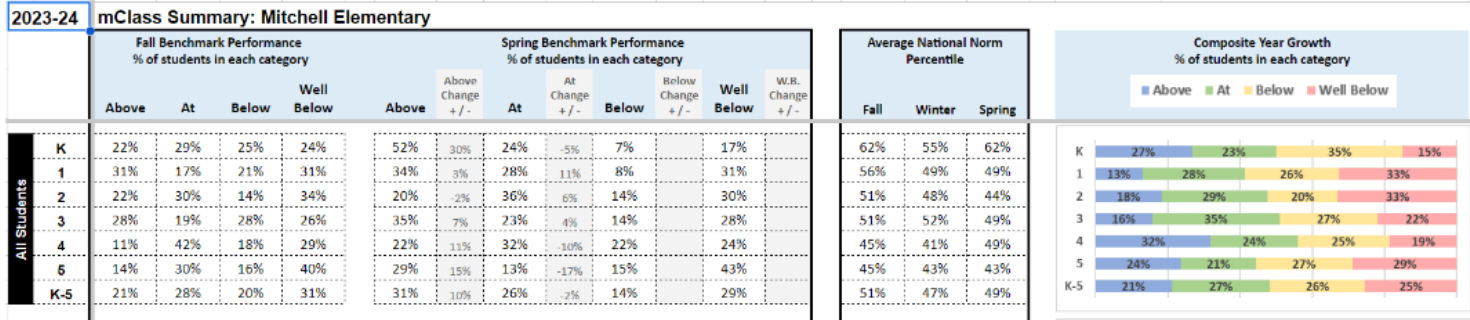 2023-24 mClass Summary: Mitchell Elementary
Fall Benchmark Performance Spring Benchmark Performance Average National Norm Composite Year Growth
% of students in each category % of students in each category Percentile % of students in each category
Above At Below Well Below Above Above Change +/- At At Change +/- Below Below Change +/- Well Below W.B. Change +/- Fall Winter Spring Above At Below Well Below
All Students
K 22% 29% 25% 24% 52% 30% 24% -5% 7% 17% 62% 55% 62% K 27% 23% 35% 15%
1 31% 17% 21% 31% 34% 3% 28% 11% 8% 31% 56% 49% 49% 1 13% 28% 26% 33%
2 22% 30% 14% 34% 20% -2% 36% 6% 14% 30% 51% 48% 44% 2 18% 29% 20% 33%
3 28% 19% 28% 26% 35% 7% 23% 4% 14% 28% 51% 52% 49% 3 16% 35% 27% 22%
4 11% 42% 18% 29% 22% 11% 32% -10% 22% 24% 45% 41% 49% 4 32% 24% 25% 19%
5 14% 30% 16% 40% 29% 15% 13% -17% 15% 43% 45% 43% 43% 5 24% 21% 27% 29%
K-5 21% 28% 20% 31% 31% 10% 26% -2% 14% 29% 51% 47% 49% K-5 21% 27% 26% 25%